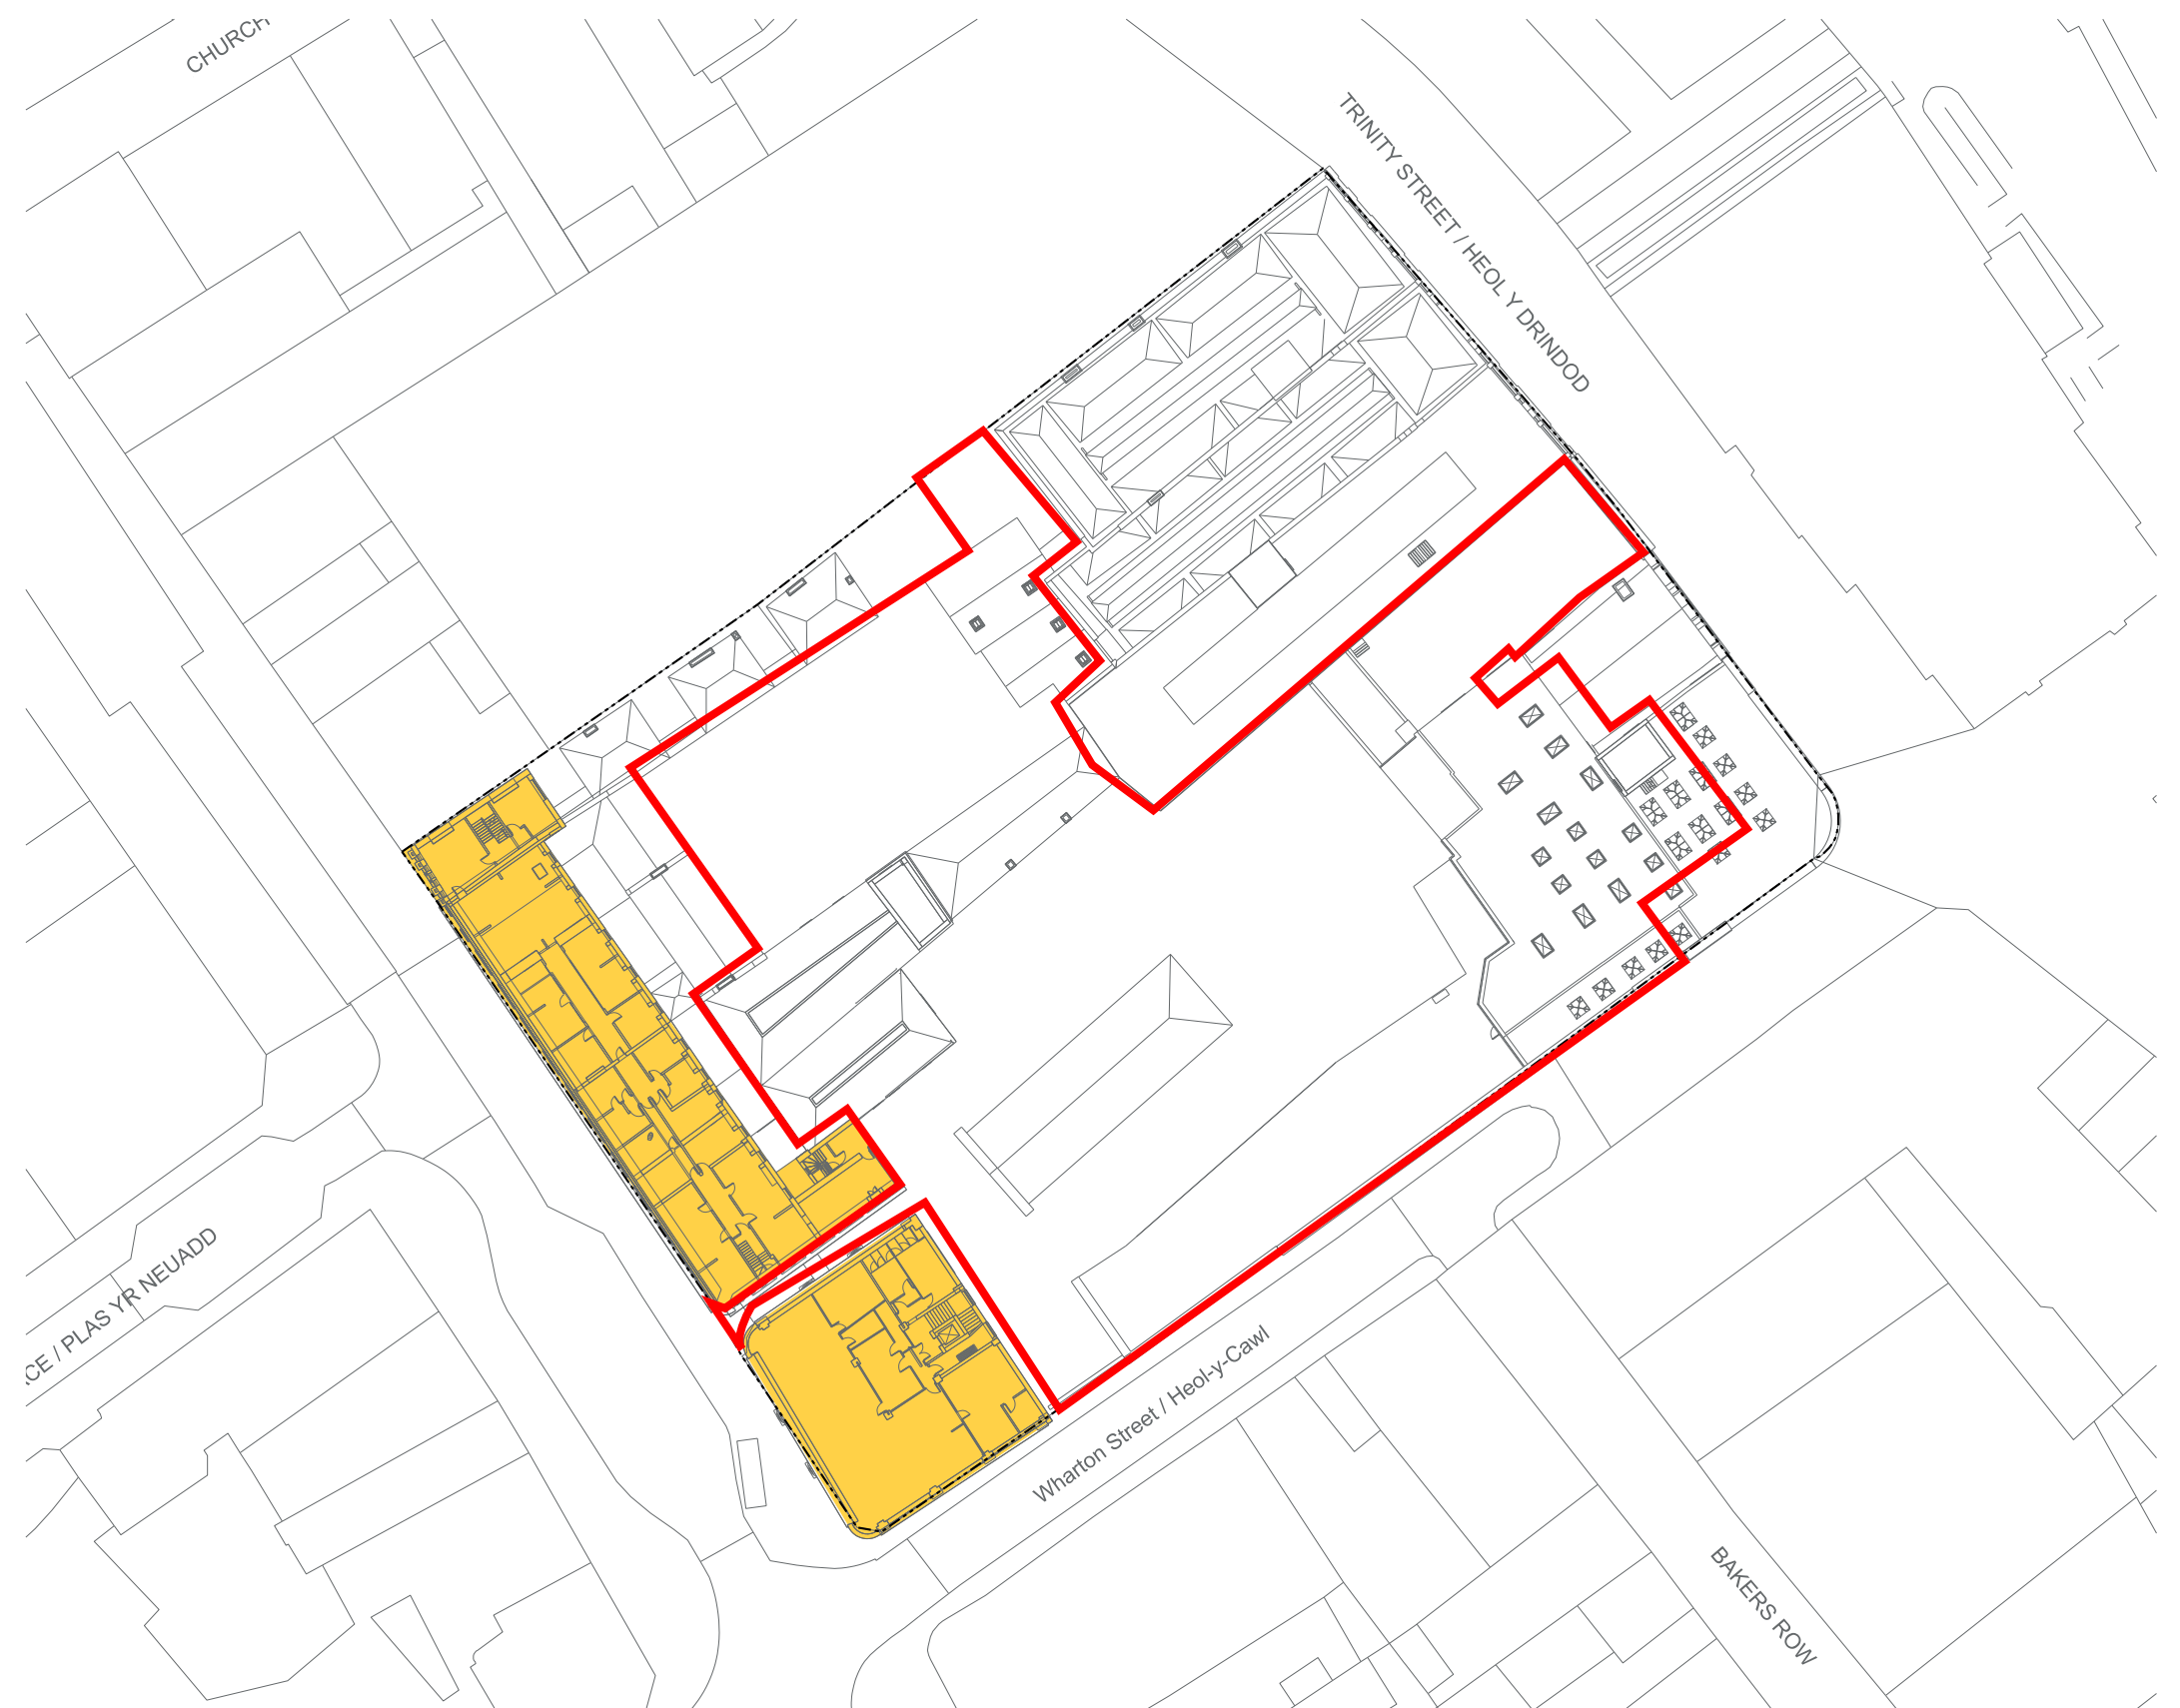 CHURCH
TRINITY STREET / HEOL Y DRINDOD
CE / PLAS YR NEUADD
Wharton Street / Heol-y-Cawl
BAKERS ROW